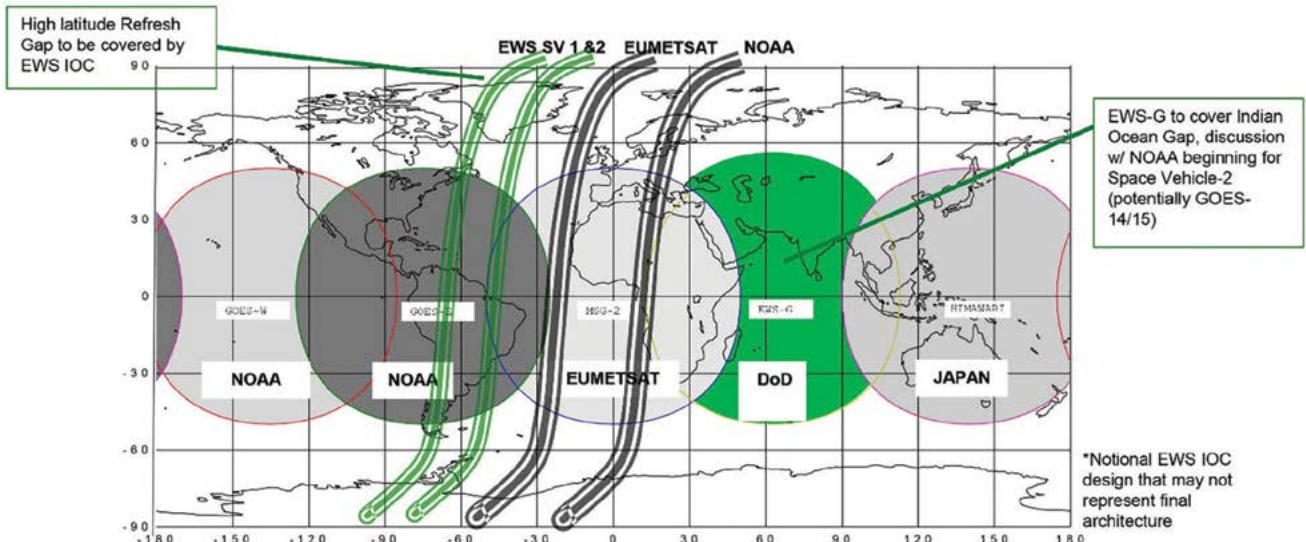 High latitude Refresh
Gap to be covered by
EWS IOC
EWS SV 1 &2 EUMETSAT NOAA
90
60
30
0
-30
-60
-90
EWS-G to cover Indian
Ocean Gap, discussion
w/ NOAA beginning for
Space Vehicle-2
(potentially GOES-
14/15)
GOES-W
GOES-E
MSG-2
EWS-G
HIMAWARI
NOAA
NOAA
EUMETSAT
DoD
JAPAN
*Notional EWS IOC
design that may not
represent final
architecture
-180 -150 -120 -90 -60 -30 0 30 60 90 120 150 180